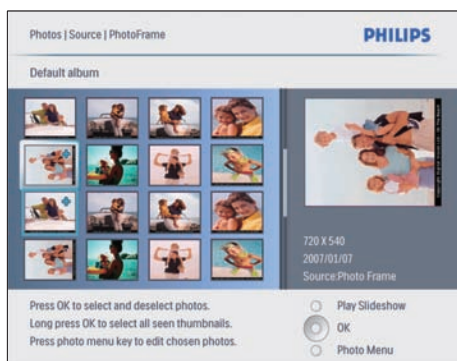 Photos | Source | PhotoFrame
PHILIPS
Default album
720 X 540
2007/01/07
Source:Photo Frame
Press OK to select and deselect photos.
Long press OK to select all seen thumbnails.
Press photo menu key to edit chosen photos.
Play Slideshow
OK
Photo Menu